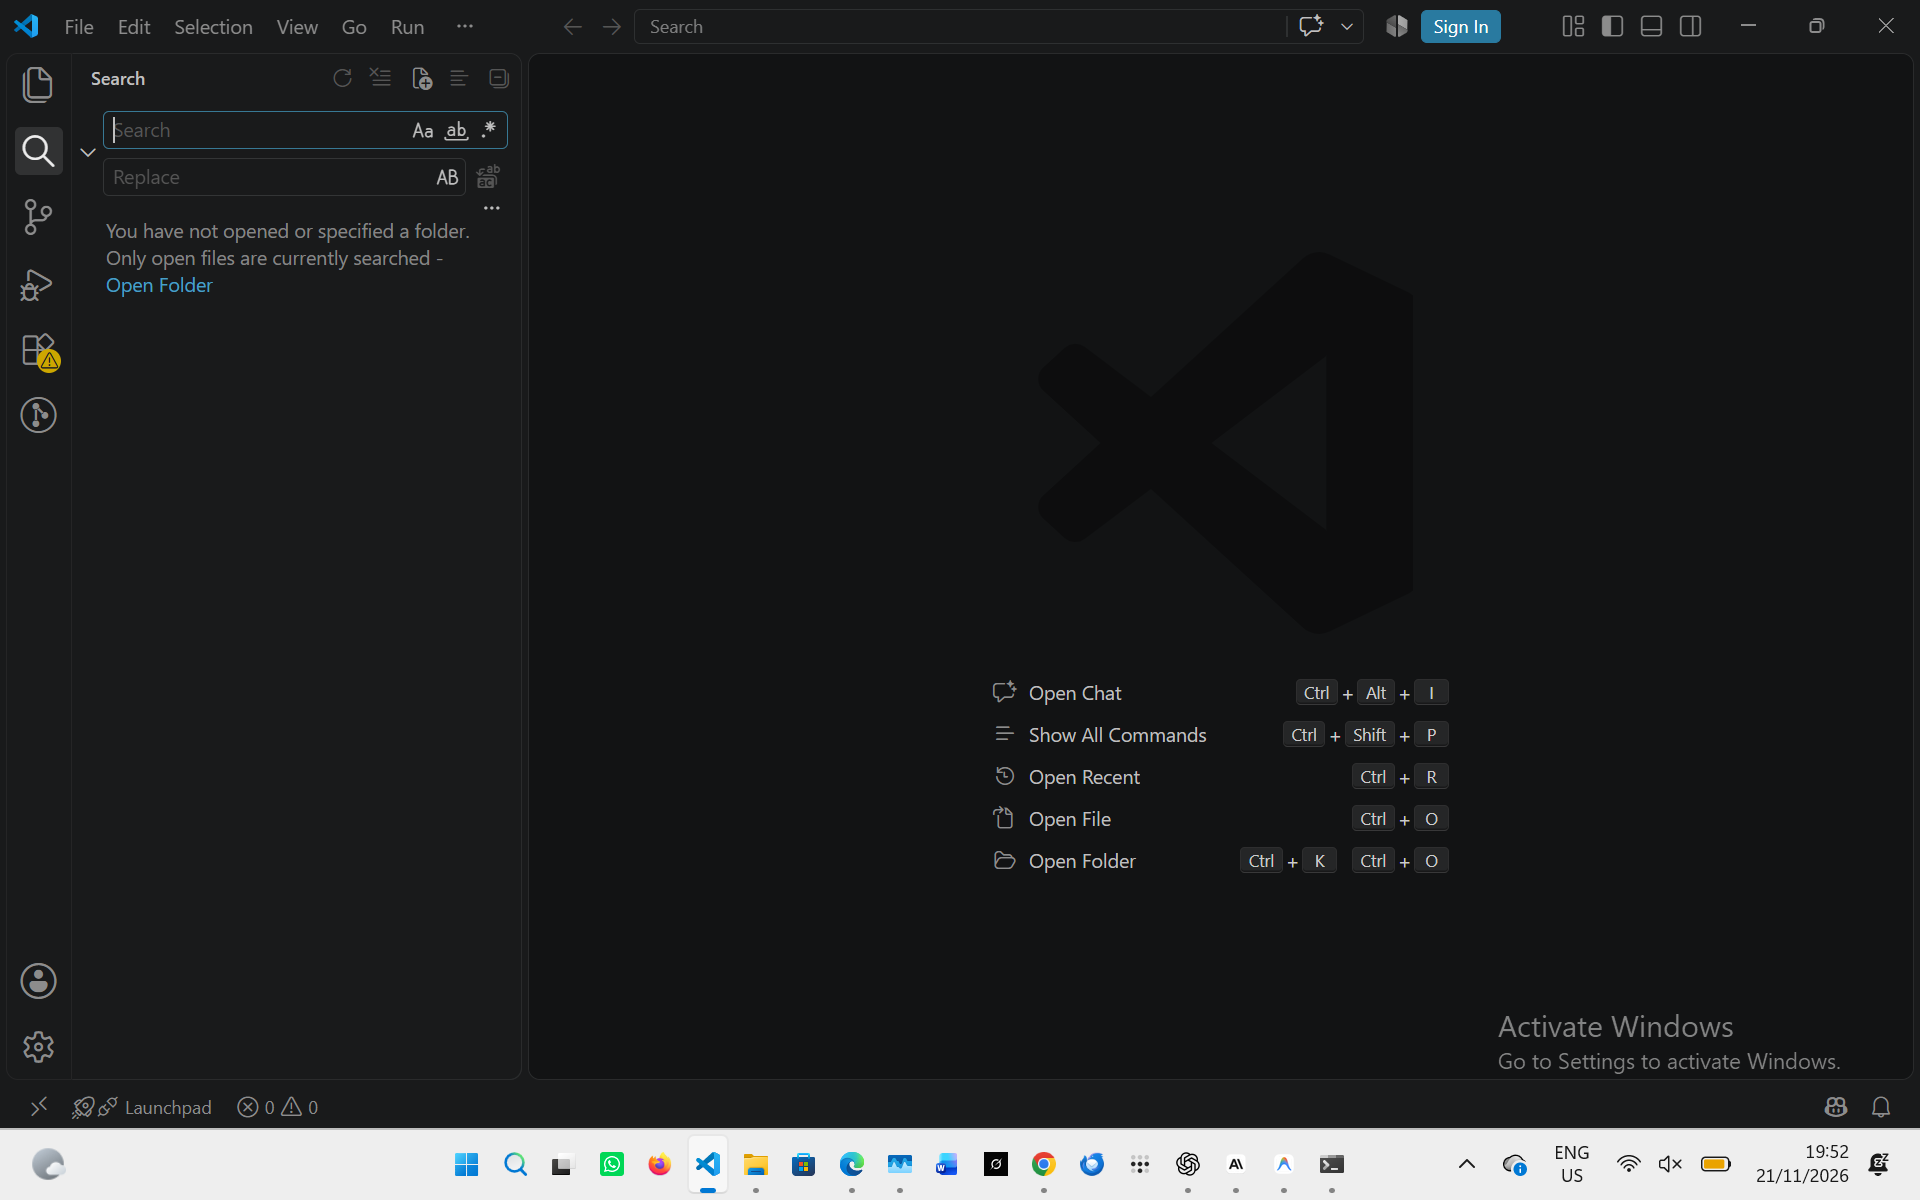 File Edit Selection View Go Run ... Search Sign In
Search
Search Aa ab .*
Replace AB
...
You have not opened or specified a folder.
Only open files are currently searched -
Open Folder
Open Chat Ctrl + Alt + I
Show All Commands Ctrl + Shift + P
Open Recent Ctrl + R
Open File Ctrl + O
Open Folder Ctrl + K Ctrl + O
Activate Windows
Go to Settings to activate Windows.
Launchpad 0 0
ENG
US
19:52
21/11/2026